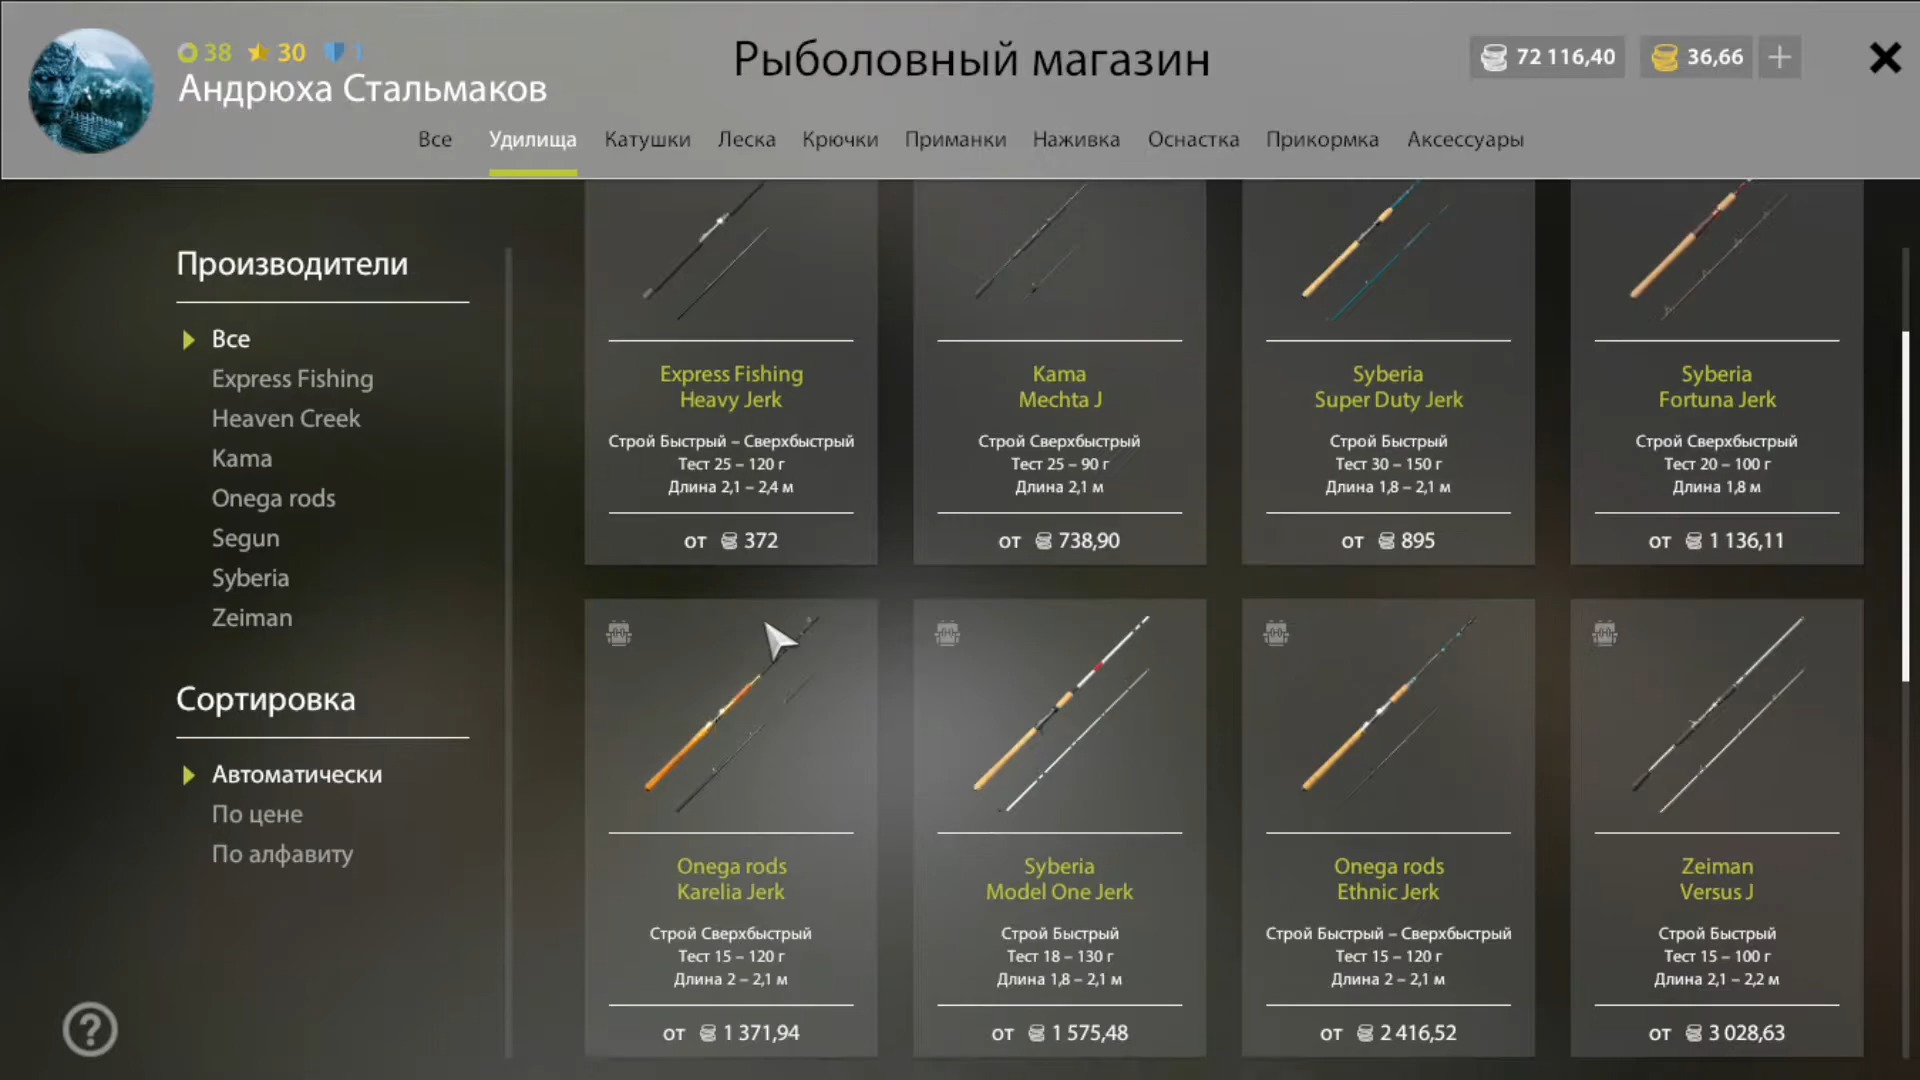 38 30 1
Андрюха Стальмаков
Рыболовный магазин
72 116,40 36,66 +
Все Удилища Катушки Леска Крючки Приманки Наживка Оснастка Прикормка Аксессуары
Производители
Все
Express Fishing
Heaven Creek
Kama
Onega rods
Segun
Syberia
Zeiman
Сортировка
Автоматически
По цене
По алфавиту
?
Express Fishing
Heavy Jerk
Строй Быстрый – Сверхбыстрый
Тест 25 – 120 г
Длина 2,1 – 2,4 м
от 372
Kama
Mechta J
Строй Сверхбыстрый
Тест 25 – 90 г
Длина 2,1 м
от 738,90
Syberia
Super Duty Jerk
Строй Быстрый
Тест 30 – 150 г
Длина 1,8 – 2,1 м
от 895
Syberia
Fortuna Jerk
Строй Сверхбыстрый
Тест 20 – 100 г
Длина 1,8 м
от 1 136,11
Onega rods
Karelia Jerk
Строй Сверхбыстрый
Тест 15 – 120 г
Длина 2 – 2,1 м
от 1 371,94
Syberia
Model One Jerk
Строй Быстрый
Тест 18 – 130 г
Длина 1,8 – 2,1 м
от 1 575,48
Onega rods
Ethnic Jerk
Строй Быстрый – Сверхбыстрый
Тест 15 – 120 г
Длина 2 – 2,1 м
от 2 416,52
Zeiman
Versus J
Строй Быстрый
Тест 15 – 100 г
Длина 2,1 – 2,2 м
от 3 028,63